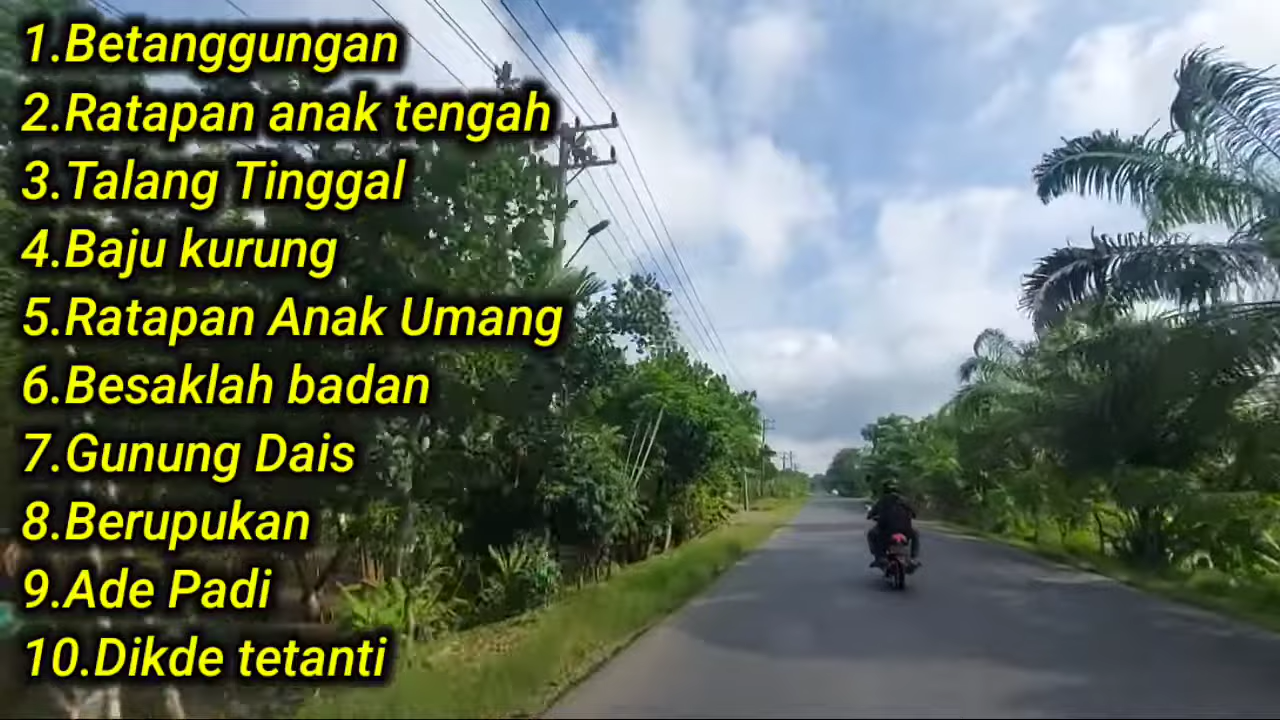 1.Betanggungan
2.Ratapan anak tengah
3.Talang Tinggal
4.Baju kurung
5.Ratapan Anak Umang
6.Besaklah badan
7.Gunung Dais
8.Berupukan
9.Ade Padi
10.Dikde tetanti